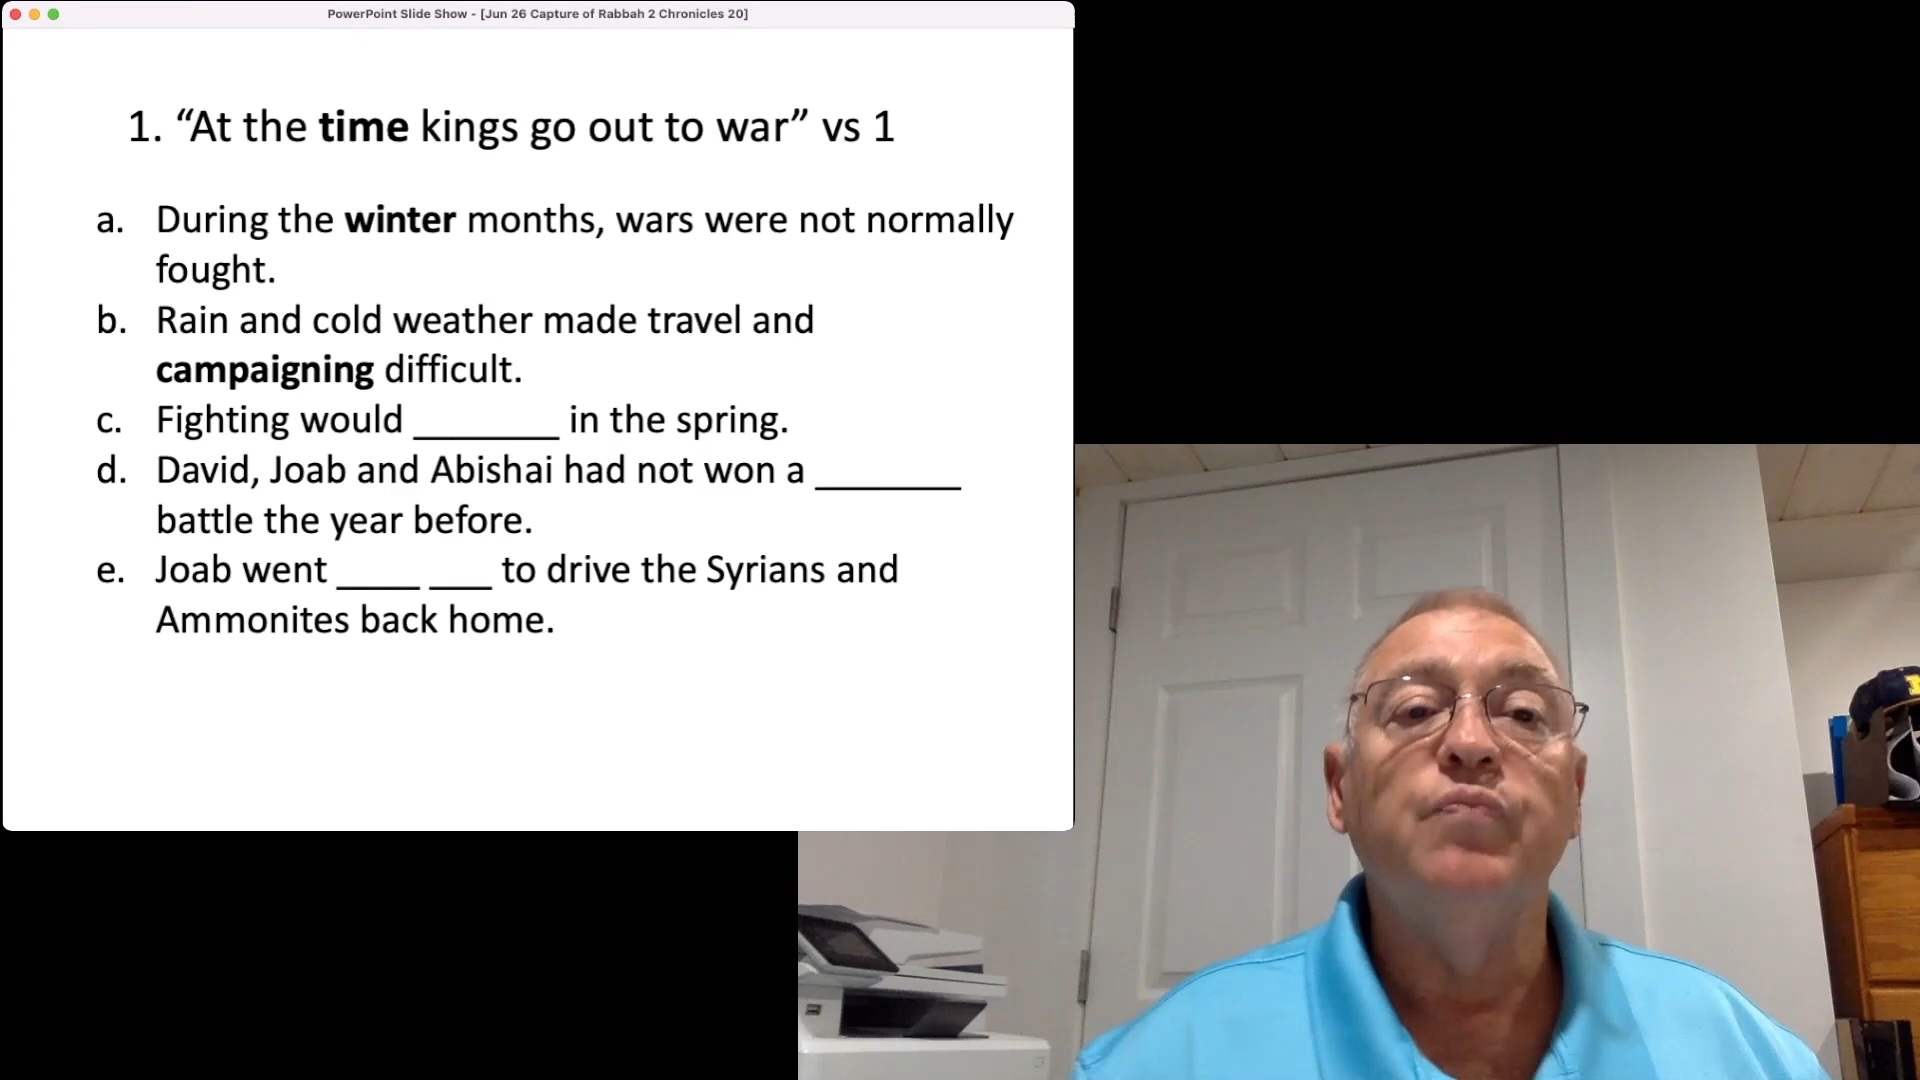 PowerPoint Slide Show - [Jun 26 Capture of Rabbah 2 Chronicles 20]
1. “At the time kings go out to war” vs 1
a. During the winter months, wars were not normally
fought.
b. Rain and cold weather made travel and
campaigning difficult.
c. Fighting would _______ in the spring.
d. David, Joab and Abishai had not won a _______
battle the year before.
e. Joab went ____ ___ to drive the Syrians and
Ammonites back home.